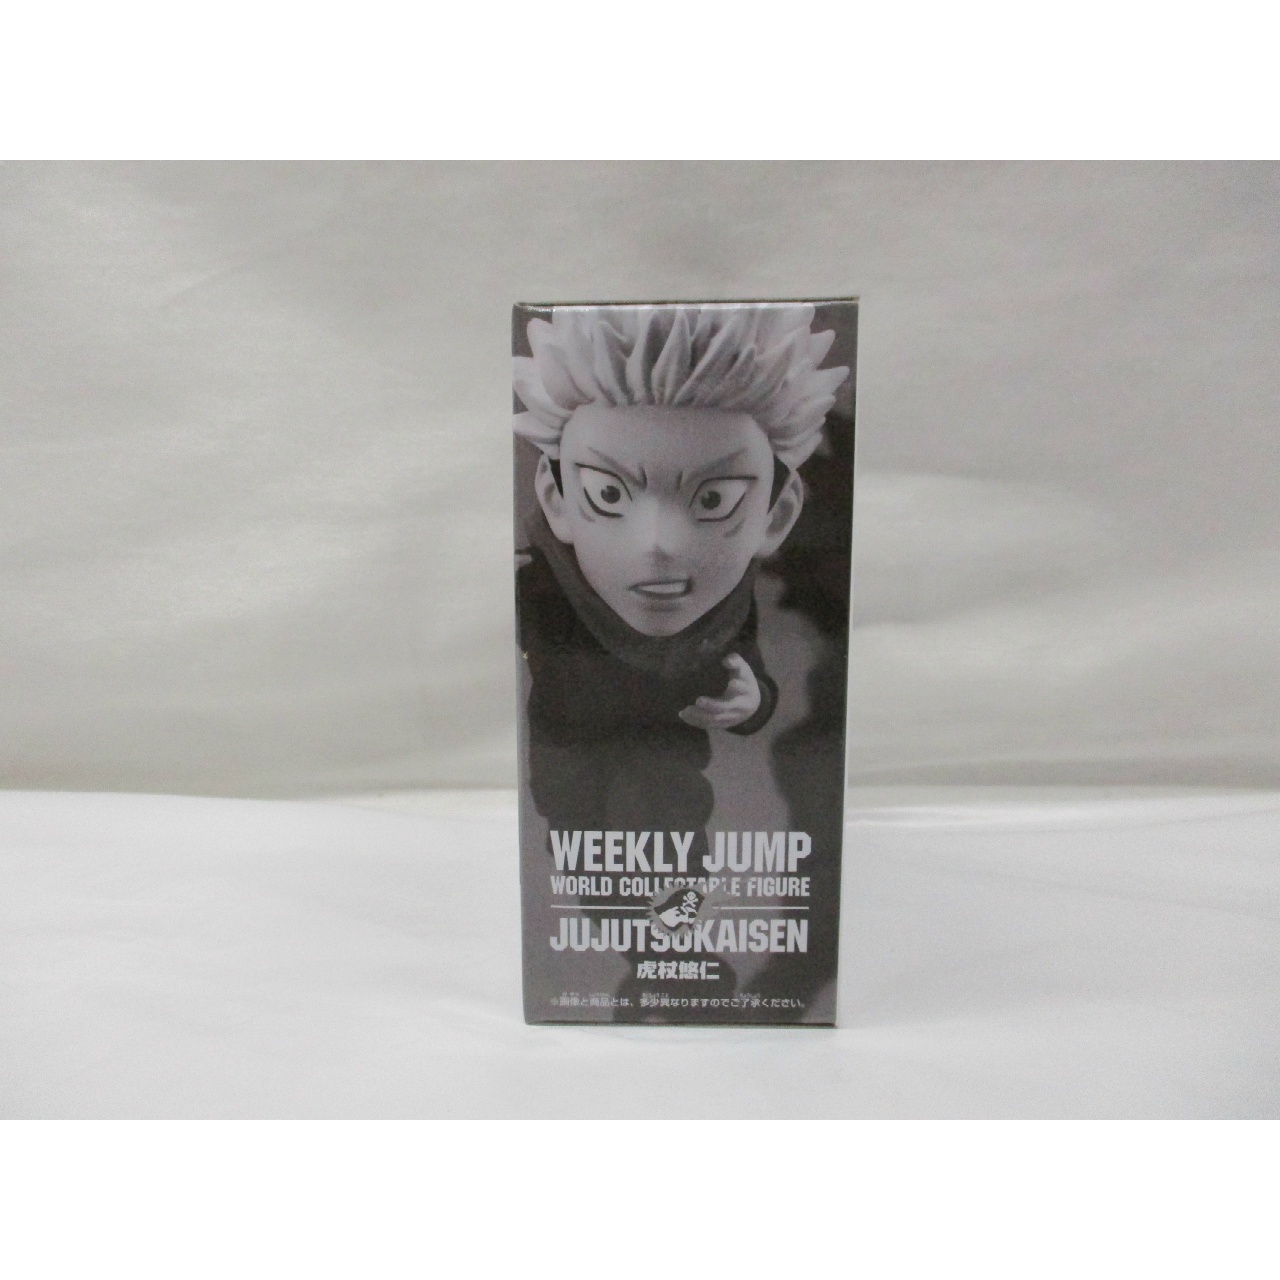 WEEKLY JUMP
WORLD COLLECTABLE FIGURE
JUJUTSUKAISEN
虎杖悠仁
※画像と商品とは、多少異なりますのでご了承ください。